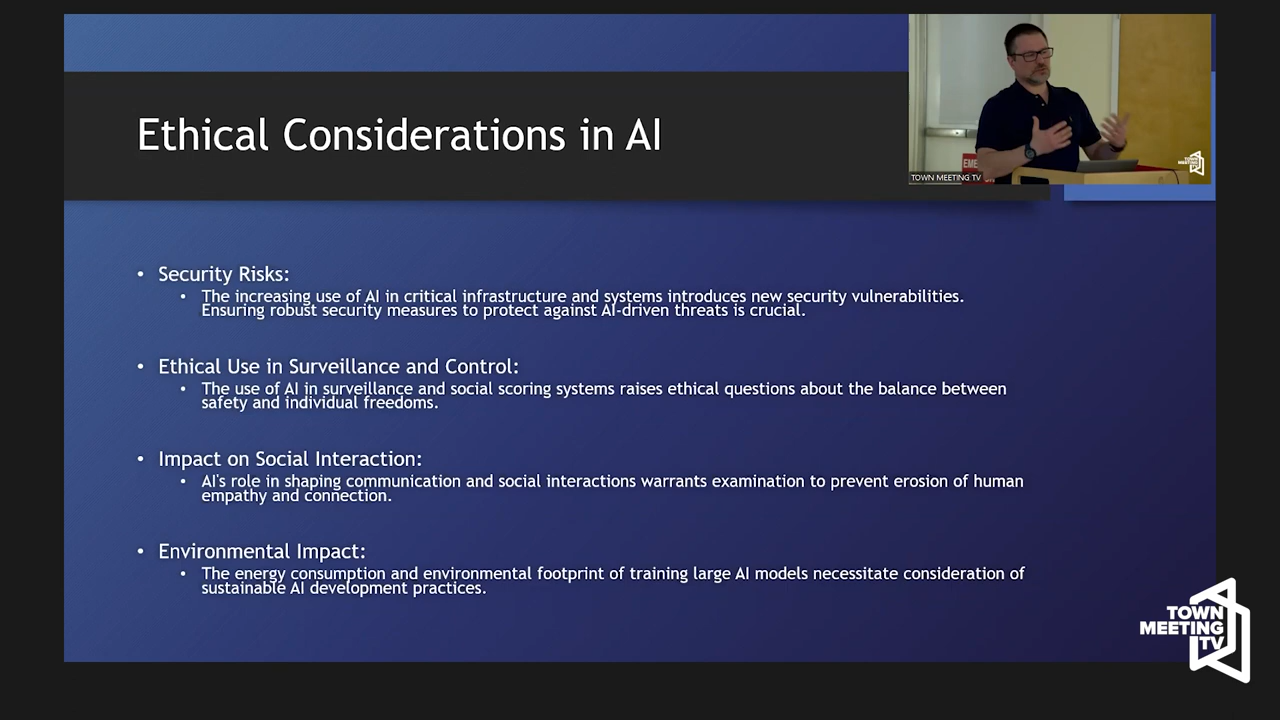 Ethical Considerations in AI
TOWN MEETING TV
TOWN
MEETING
TV
• Security Risks:
• The increasing use of AI in critical infrastructure and systems introduces new security vulnerabilities.
Ensuring robust security measures to protect against AI-driven threats is crucial.
• Ethical Use in Surveillance and Control:
• The use of AI in surveillance and social scoring systems raises ethical questions about the balance between
safety and individual freedoms.
• Impact on Social Interaction:
• AI's role in shaping communication and social interactions warrants examination to prevent erosion of human
empathy and connection.
• Environmental Impact:
• The energy consumption and environmental footprint of training large AI models necessitate consideration of
sustainable AI development practices.
TOWN
MEETING
TV